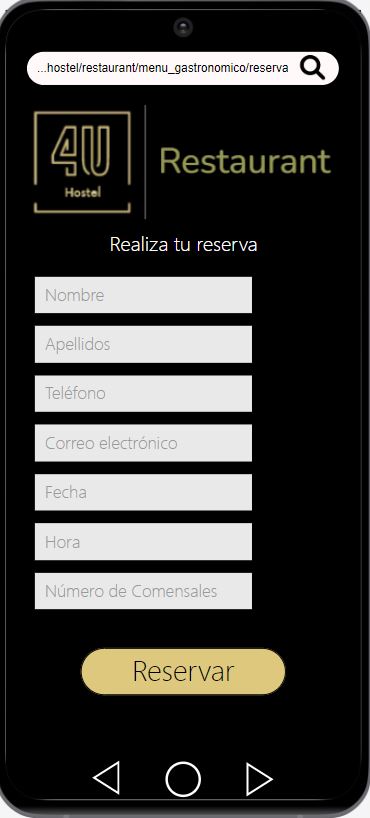 ...hostel/restaurant/menu_gastronomico/reserva
4U
Hostel
Restaurant
Realiza tu reserva
Nombre
Apellidos
Teléfono
Correo electrónico
Fecha
Hora
Número de Comensales
Reservar